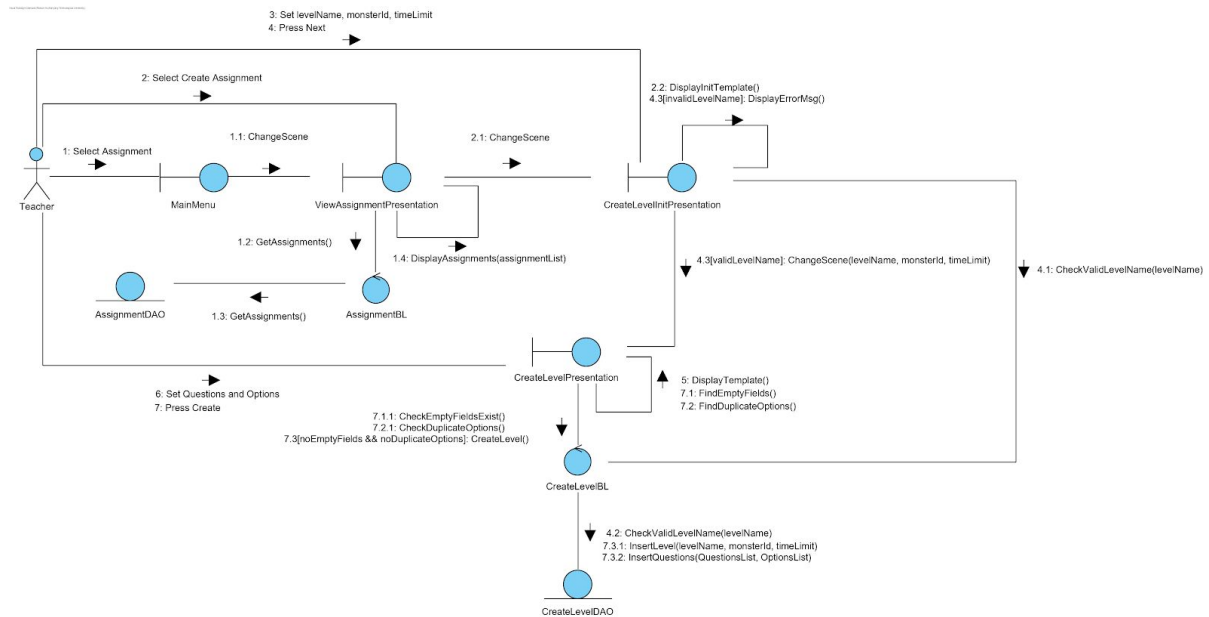 3: Set levelName, monsterId, timeLimit
4: Press Next
2: Select Create Assignment
2.2: DisplayInitTemplate()
4.3[invalidLevelName]: DisplayErrorMsg()
1.1: ChangeScene
2.1: ChangeScene
1: Select Assignment
Teacher
MainMenu
ViewAssignmentPresentation
CreateLevelInitPresentation
1.2: GetAssignments()
1.4: DisplayAssignments(assignmentList)
4.3[validLevelName]: ChangeScene(levelName, monsterId, timeLimit)
4.1: CheckValidLevelName(levelName)
AssignmentDAO
1.3: GetAssignments()
AssignmentBL
CreateLevelPresentation
5: DisplayTemplate()
7.1: FindEmptyFields()
7.2: FindDuplicateOptions()
6: Set Questions and Options
7: Press Create
7.1.1: CheckEmptyFieldsExist()
7.2.1: CheckDuplicateOptions()
7.3[noEmptyFields && noDuplicateOptions]: CreateLevel()
CreateLevelBL
4.2: CheckValidLevelName(levelName)
7.3.1: InsertLevel(levelName, monsterId, timeLimit)
7.3.2: InsertQuestions(QuestionsList, OptionsList)
CreateLevelDAO